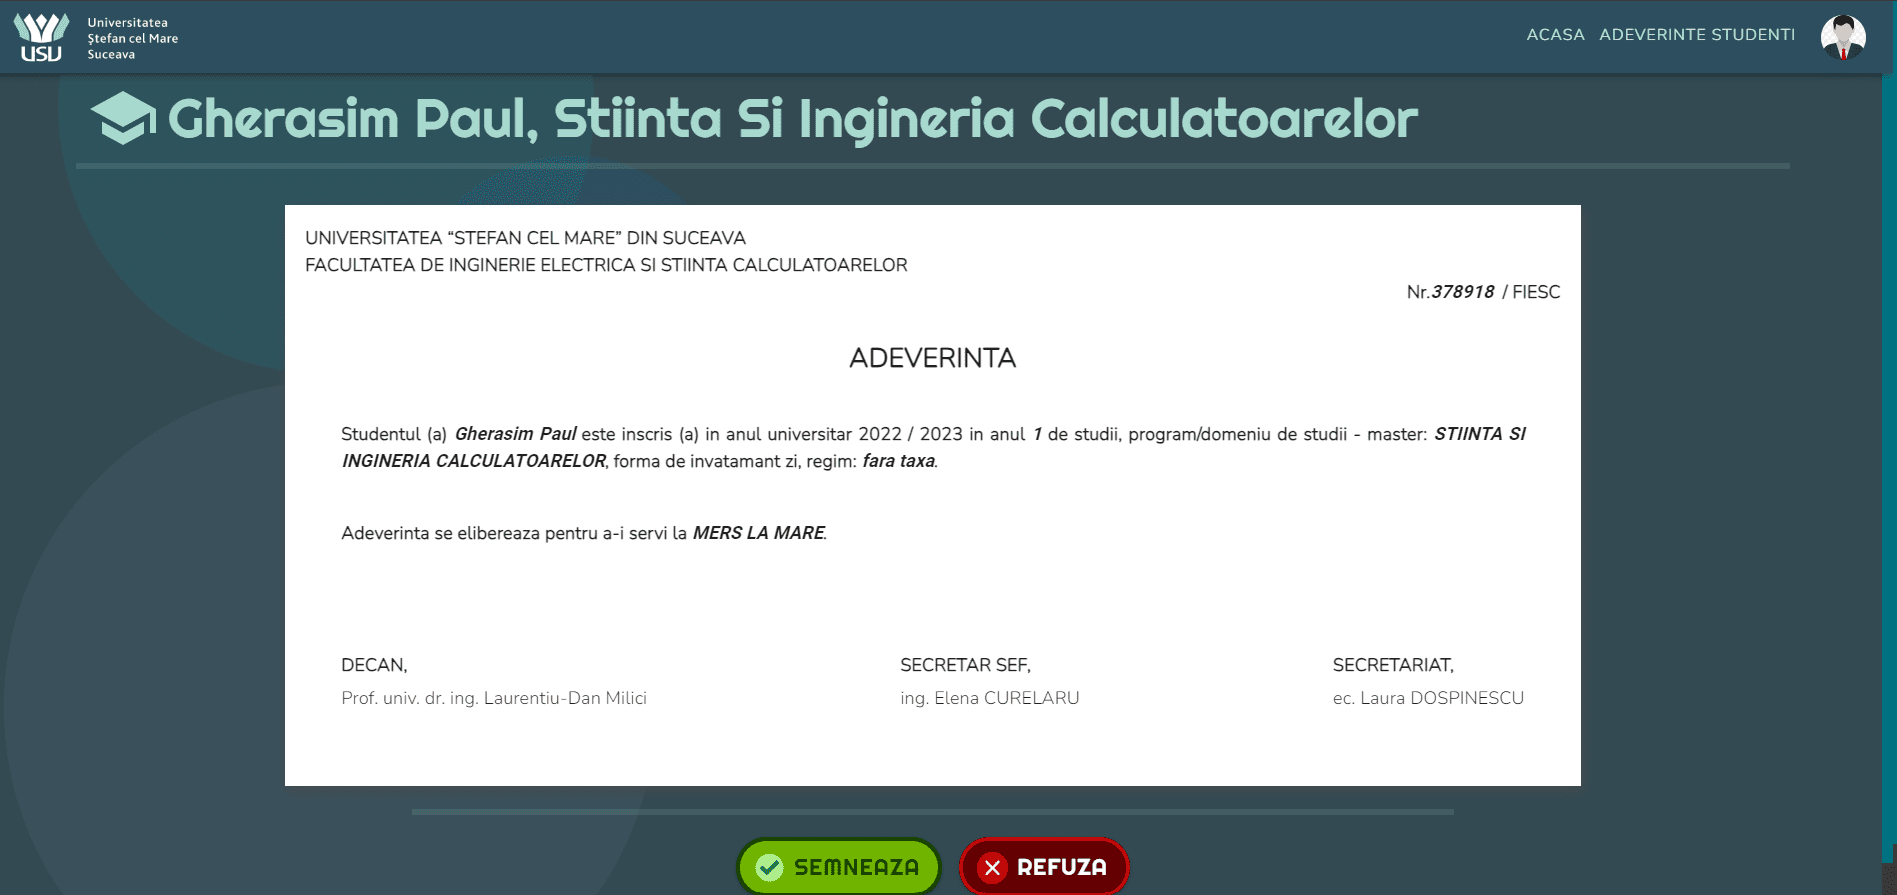 USU
Universitatea
Ștefan cel Mare
Suceava
ACASA ADEVERINTE STUDENTI
Gherasim Paul, Stiinta Si Ingineria Calculatoarelor
UNIVERSITATEA “STEFAN CEL MARE” DIN SUCEAVA
FACULTATEA DE INGINERIE ELECTRICA SI STIINTA CALCULATOARELOR
Nr.378918 / FIESC
ADEVERINTA
Studentul (a) Gherasim Paul este inscris (a) in anul universitar 2022 / 2023 in anul 1 de studii, program/domeniu de studii - master: STIINTA SI
INGINERIA CALCULATOARELOR, forma de invatamant zi, regim: fara taxa.
Adeverinta se elibereaza pentru a-i servi la MERS LA MARE.
DECAN, SECRETAR SEF, SECRETARIAT,
Prof. univ. dr. ing. Laurentiu-Dan Milici ing. Elena CURELARU ec. Laura DOSPINESCU
SEMNEAZA REFUZA